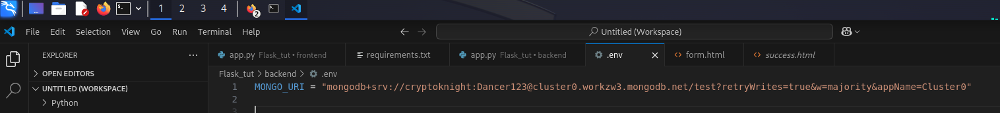 1 2 3 4 2
File Edit Selection View Go Run Terminal Help Untitled (Workspace)
EXPLORER ... app.py Flask_tut › frontend requirements.txt app.py Flask_tut › backend .env form.html success.html
OPEN EDITORS Flask_tut > backend > .env
UNTITLED (WORKSPACE) 1 MONGO_URI = "mongodb+srv://cryptoknight:Dancer123@cluster0.workzw3.mongodb.net/test?retryWrites=true&w=majority&appName=Cluster0"
Python 2
3